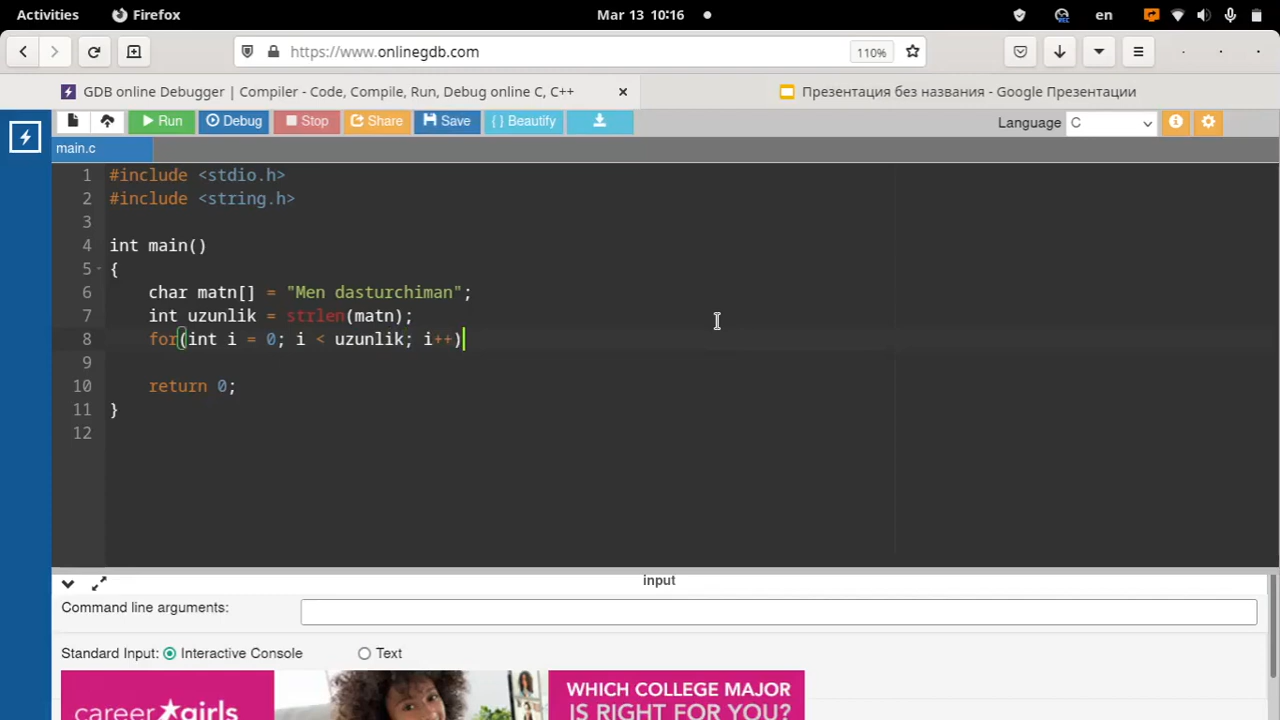 Activities Firefox Mar 13 10:16 en
https://www.onlinegdb.com 110%
GDB online Debugger | Compiler - Code, Compile, Run, Debug online C, C++ Презентация без названия - Google Презентации
Run Debug Stop Share Save { } Beautify Language C
main.c
1 #include <stdio.h>
2 #include <string.h>
3
4 int main()
5 {
6 char matn[] = "Men dasturchiman";
7 int uzunlik = strlen(matn);
8 for(int i = 0; i < uzunlik; i++)
9
10 return 0;
11 }
12
input
Command line arguments:
Standard Input: Interactive Console Text
career girls WHICH COLLEGE MAJOR
IS RIGHT FOR YOU?